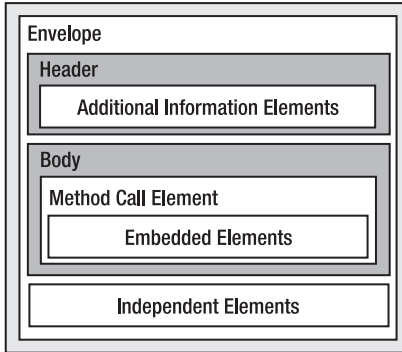 Envelope
Header
Additional Information Elements
Body
Method Call Element
Embedded Elements
Independent Elements